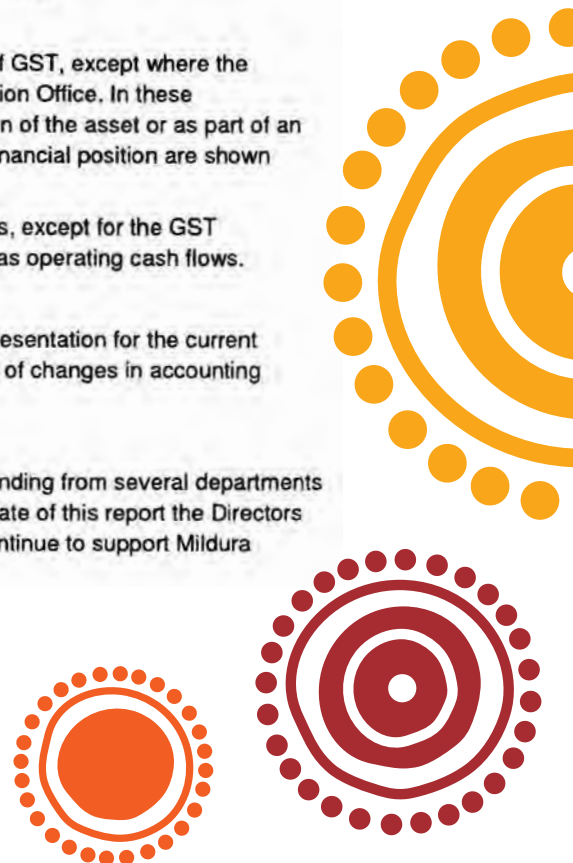 f GST, except where the
ion Office. In these
n of the asset or as part of an
nancial position are shown
s, except for the GST
as operating cash flows.
esentation for the current
of changes in accounting
nding from several departments
ate of this report the Directors
ntinue to support Mildura